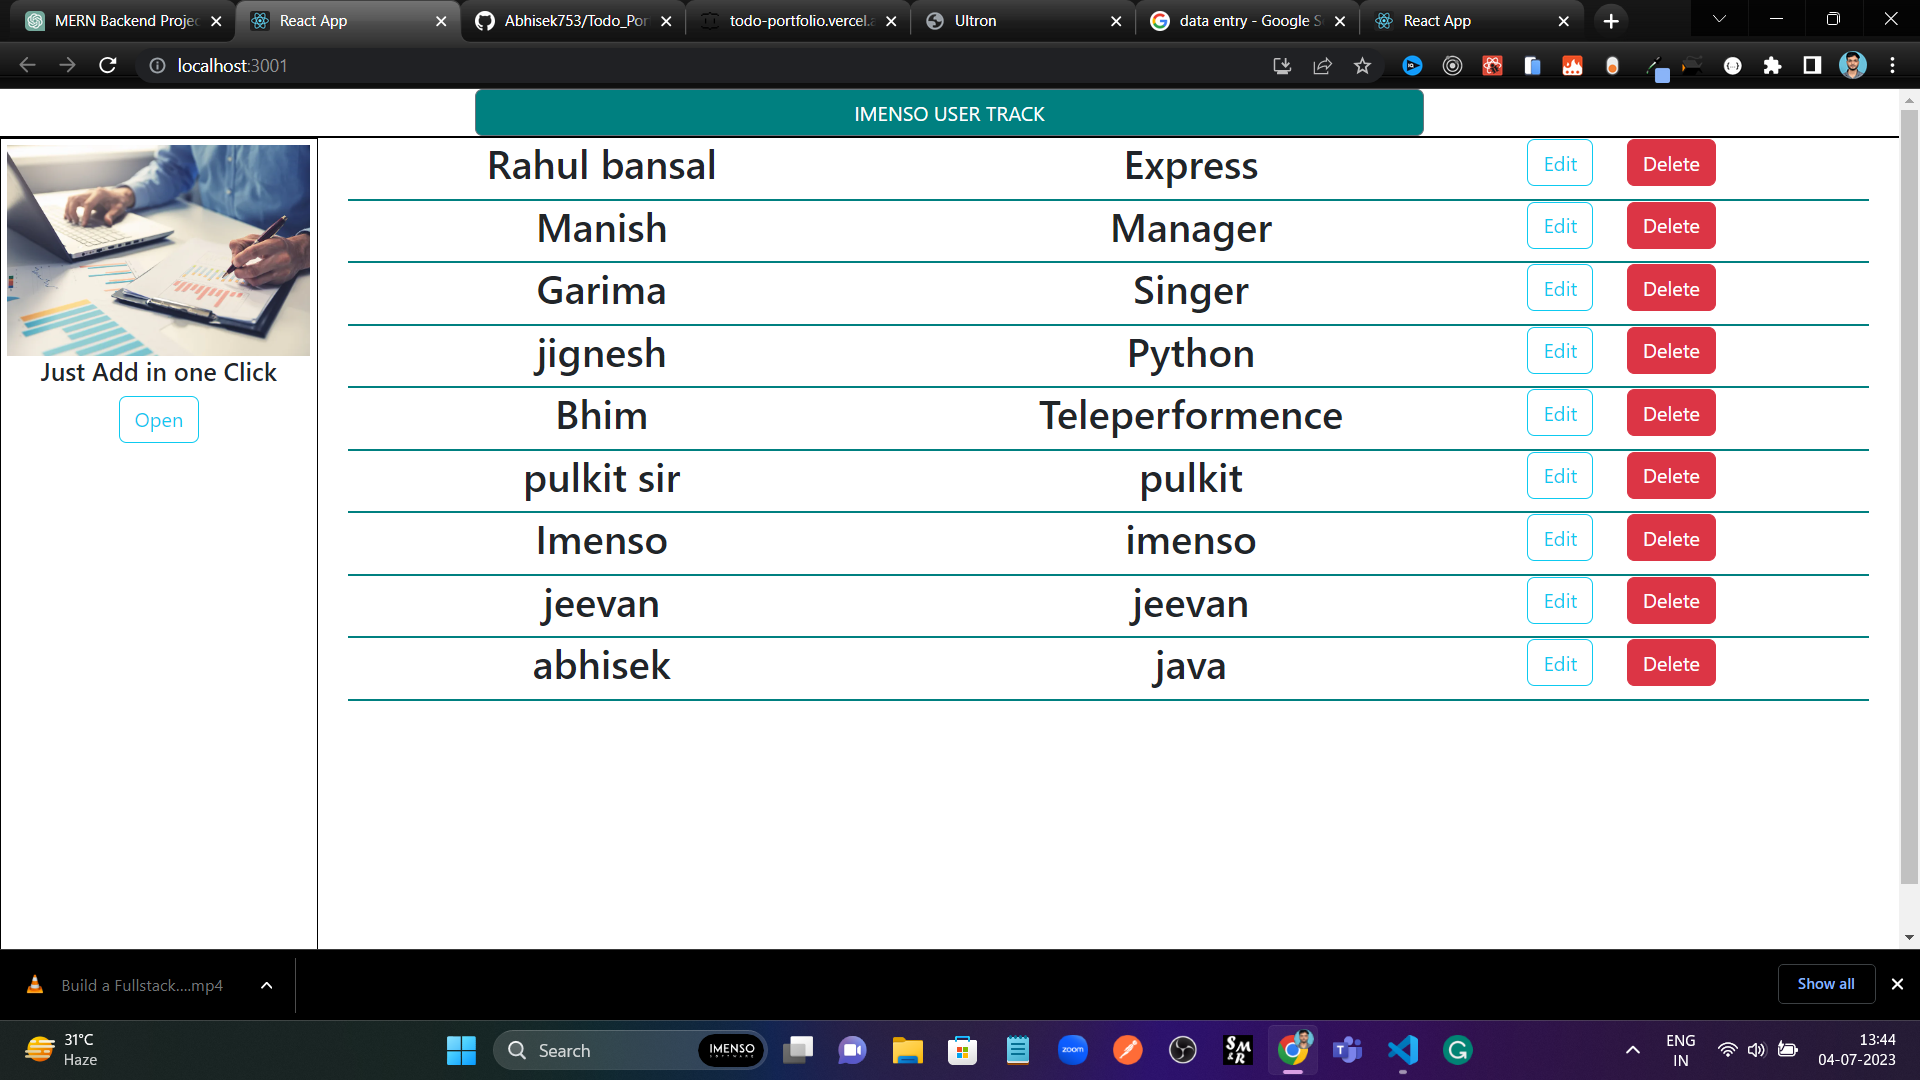 MERN Backend Projec
React App
Abhisek753/Todo_Por
todo-portfolio.vercel.a
Ultron
data entry - Google S
React App
localhost:3001
IMENSO USER TRACK
Just Add in one Click
Open
Rahul bansal Express Edit Delete
Manish Manager Edit Delete
Garima Singer Edit Delete
jignesh Python Edit Delete
Bhim Teleperformence Edit Delete
pulkit sir pulkit Edit Delete
Imenso imenso Edit Delete
jeevan jeevan Edit Delete
abhisek java Edit Delete
Build a Fullstack....mp4
Show all
31°C
Haze
Search
IMENSO
SOFTWARE
zoom
SM
&R
ENG
IN
13:44
04-07-2023